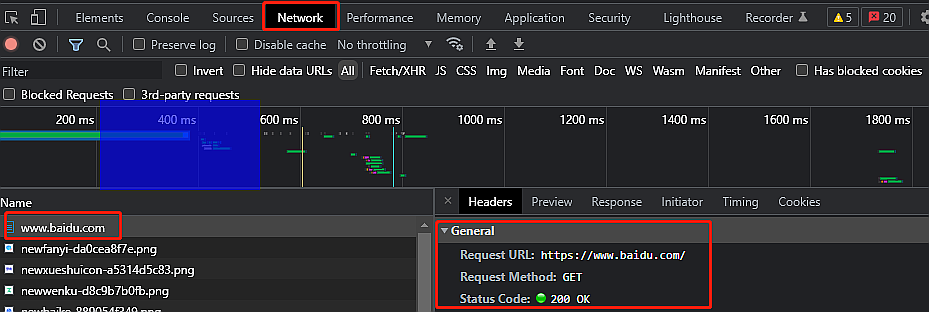 Elements Console Sources Network Performance Memory Application Security Lighthouse Recorder 5 20
Preserve log Disable cache No throttling
Filter Invert Hide data URLs All Fetch/XHR JS CSS Img Media Font Doc WS Wasm Manifest Other Has blocked cookies
Blocked Requests 3rd-party requests
200 ms 400 ms 600 ms 800 ms 1000 ms 1200 ms 1400 ms 1600 ms 1800 ms
Name
× Headers Preview Response Initiator Timing Cookies
www.baidu.com
newfanyi-da0cea8f7e.png
newxueshuicon-a5314d5c83.png
newwenku-d8c9b7b0fb.png
newbaike-889054f349.png
General
Request URL: https://www.baidu.com/
Request Method: GET
Status Code: 200 OK